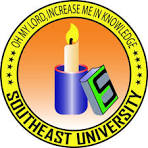 OH MY LORD, INCREASE ME IN KNOWLEDGE
SOUTHEAST UNIVERSITY